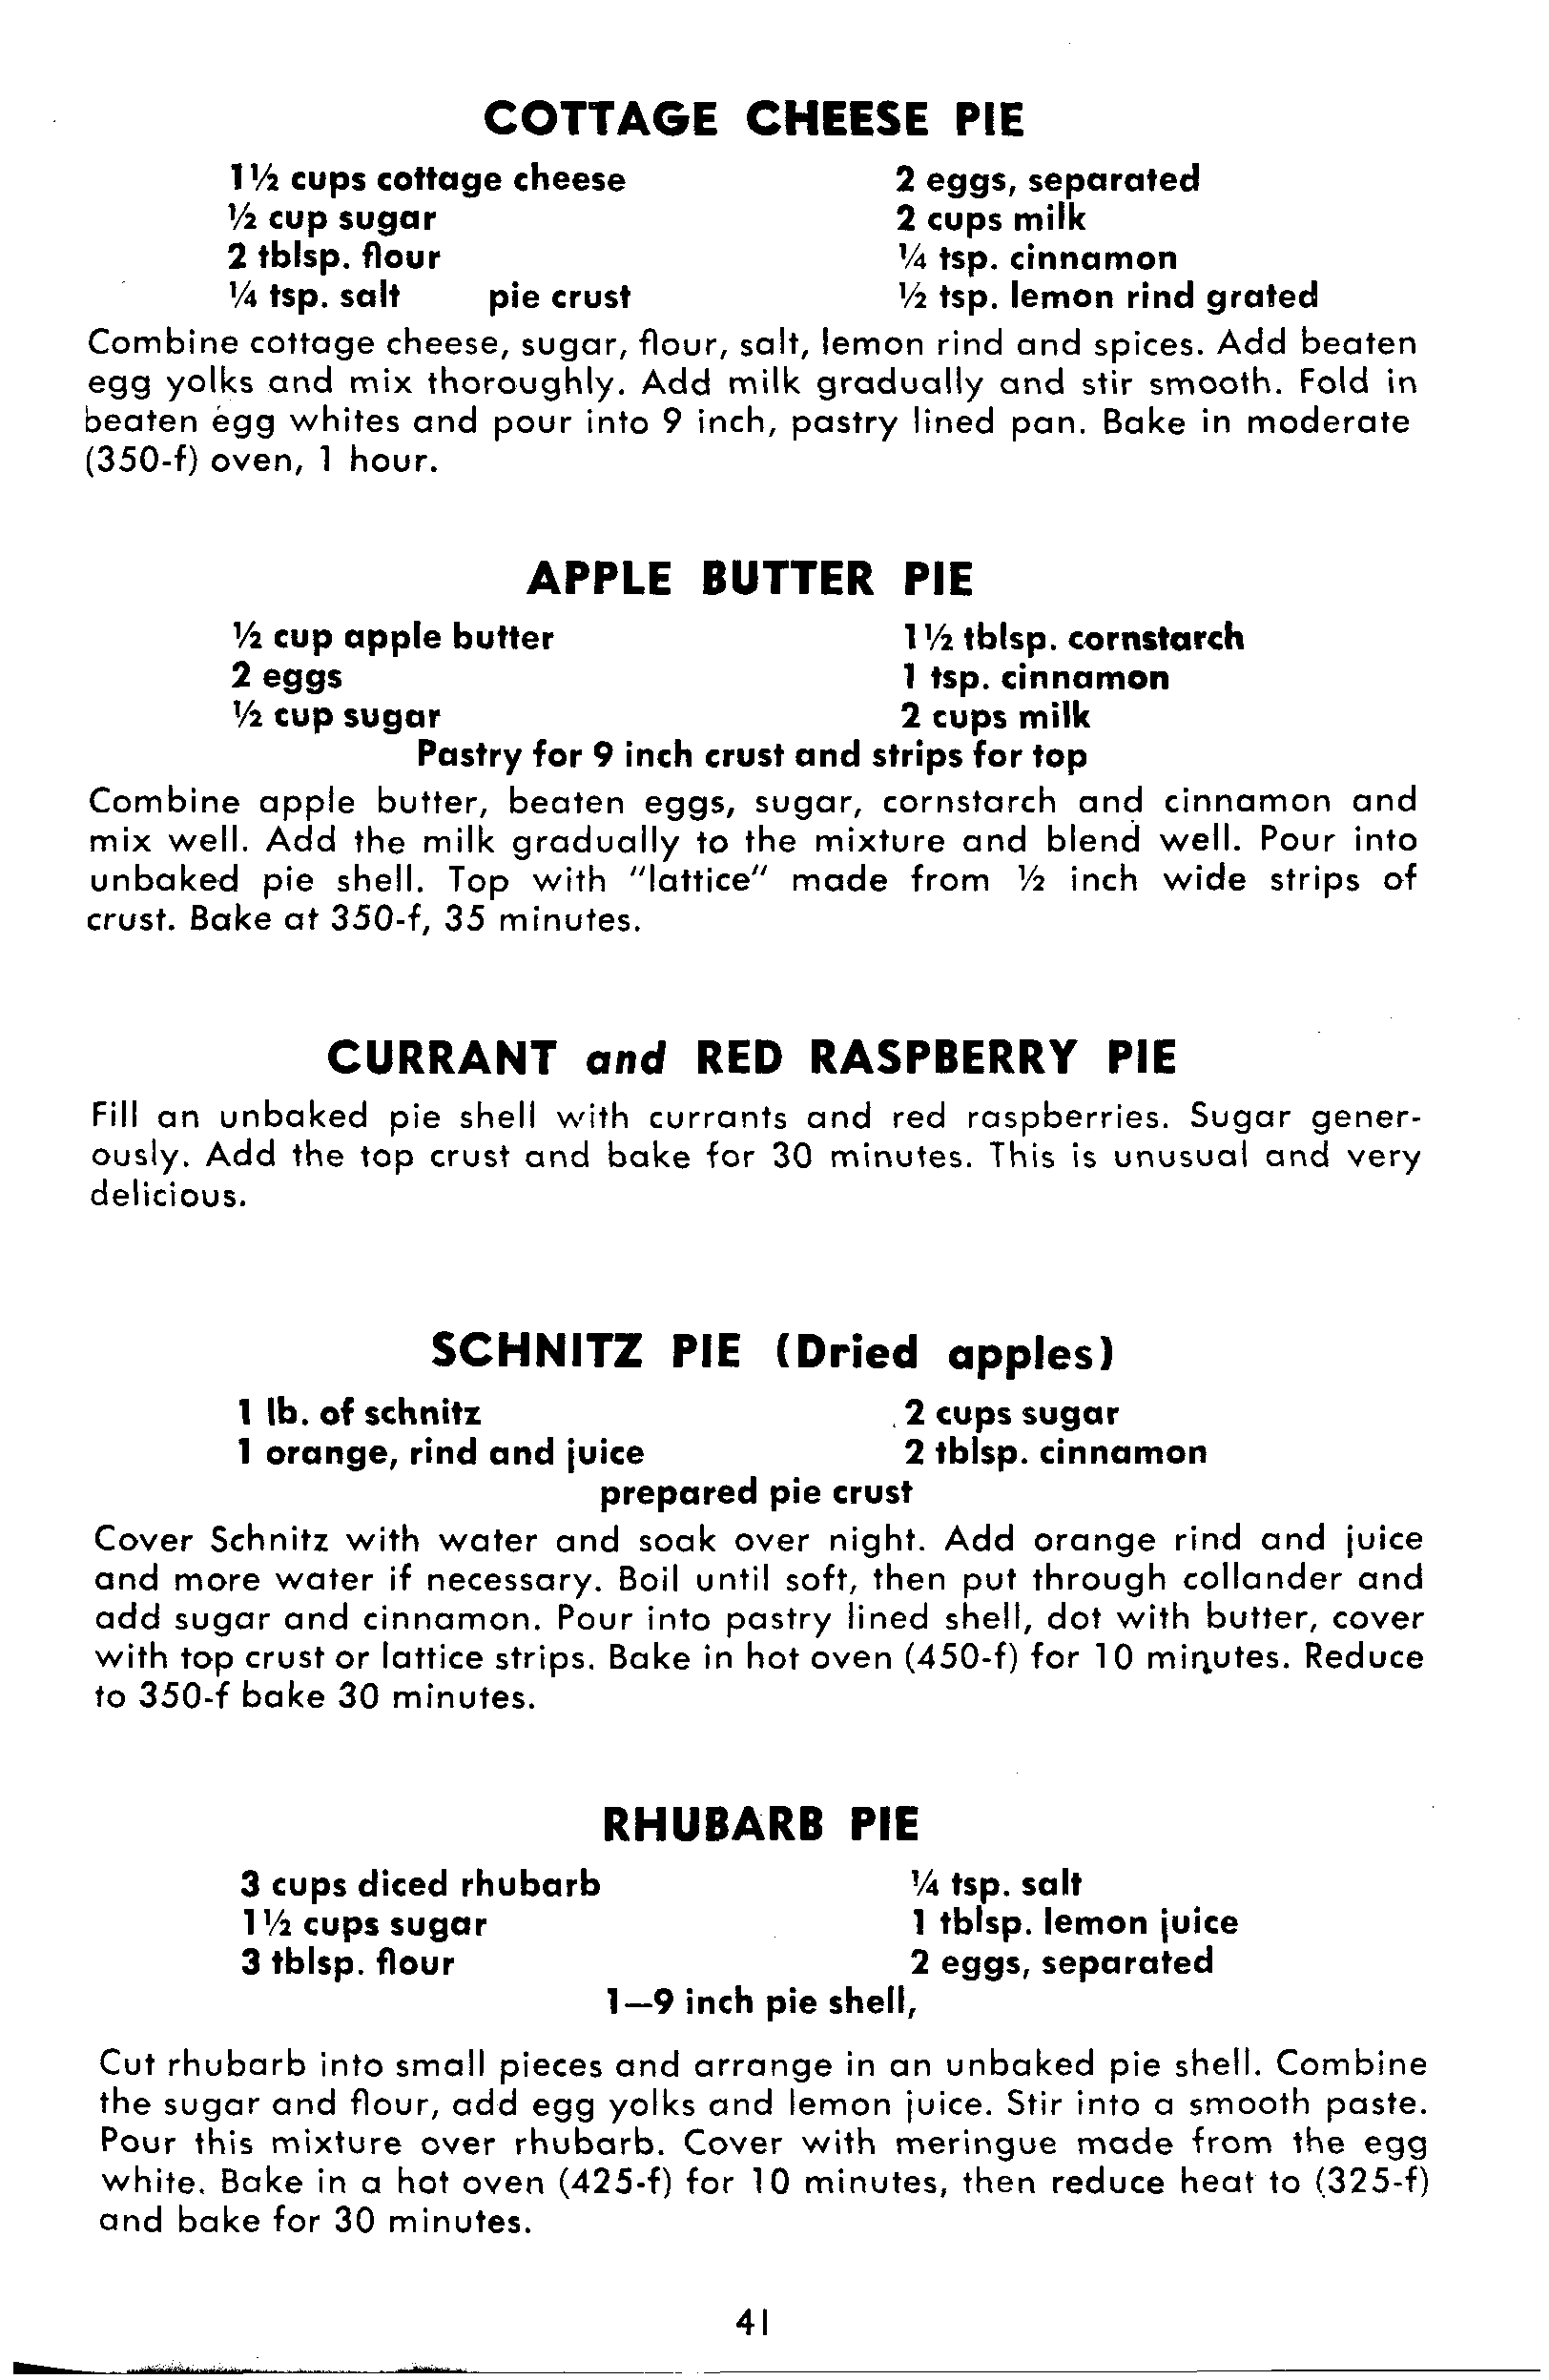 COTTAGE CHEESE PIE
1½ cups cottage cheese 2 eggs, separated
½ cup sugar 2 cups milk
2 tblsp. flour ¼ tsp. cinnamon
¼ tsp. salt pie crust ½ tsp. lemon rind grated
Combine cottage cheese, sugar, flour, salt, lemon rind and spices. Add beaten
egg yolks and mix thoroughly. Add milk gradually and stir smooth. Fold in
beaten egg whites and pour into 9 inch, pastry lined pan. Bake in moderate
(350-f) oven, 1 hour.
APPLE BUTTER PIE
½ cup apple butter 1½ tblsp. cornstarch
2 eggs 1 tsp. cinnamon
½ cup sugar 2 cups milk
Pastry for 9 inch crust and strips for top
Combine apple butter, beaten eggs, sugar, cornstarch and cinnamon and
mix well. Add the milk gradually to the mixture and blend well. Pour into
unbaked pie shell. Top with "lattice" made from ½ inch wide strips of
crust. Bake at 350-f, 35 minutes.
CURRANT and RED RASPBERRY PIE
Fill an unbaked pie shell with currants and red raspberries. Sugar gener-
ously. Add the top crust and bake for 30 minutes. This is unusual and very
delicious.
SCHNITZ PIE (Dried apples)
1 lb. of schnitz 2 cups sugar
1 orange, rind and juice 2 tblsp. cinnamon
prepared pie crust
Cover Schnitz with water and soak over night. Add orange rind and juice
and more water if necessary. Boil until soft, then put through collander and
add sugar and cinnamon. Pour into pastry lined shell, dot with butter, cover
with top crust or lattice strips. Bake in hot oven (450-f) for 10 minutes. Reduce
to 350-f bake 30 minutes.
RHUBARB PIE
3 cups diced rhubarb ¼ tsp. salt
1½ cups sugar 1 tblsp. lemon juice
3 tblsp. flour 2 eggs, separated
1—9 inch pie shell,
Cut rhubarb into small pieces and arrange in an unbaked pie shell. Combine
the sugar and flour, add egg yolks and lemon juice. Stir into a smooth paste.
Pour this mixture over rhubarb. Cover with meringue made from the egg
white. Bake in a hot oven (425-f) for 10 minutes, then reduce heat to (325-f)
and bake for 30 minutes.
41